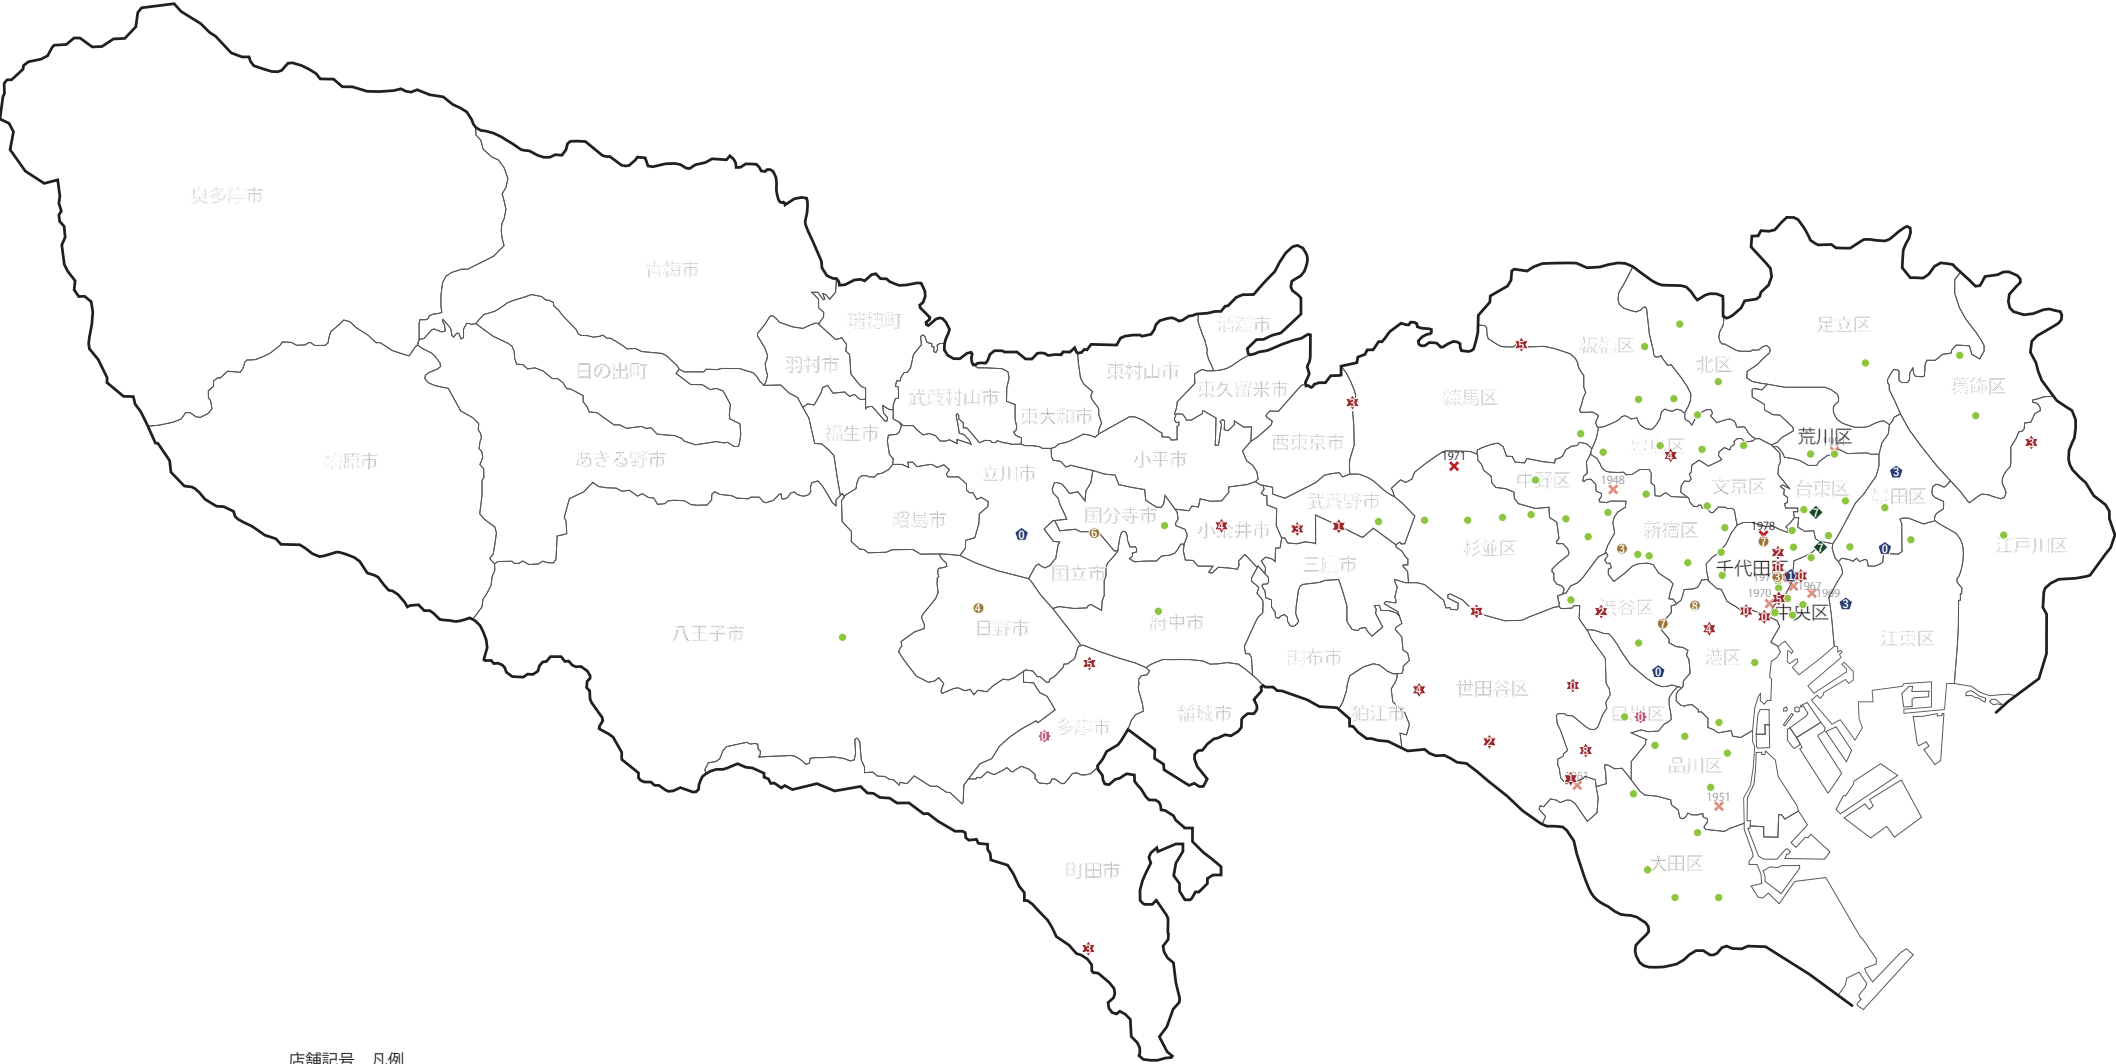 奥多摩市
青梅市
瑞穂町
清瀬市
足立区
板橋区
北区
羽村市
日の出町
東村山市
東久留米市
葛飾区
武蔵村山市
練馬区
東大和市
福生市
西東京市
荒川区
豊島区
檜原市
あきる野市
小平市
1971
立川市
中野区
1948
文京区
台東区
墨田区
武蔵野市
昭島市
国分寺市
小金井市
新宿区
1978
杉並区
江戸川区
三鷹市
千代田区
国立市
1967
1970
1969
渋谷区
中央区
八王子市
日野市
府中市
江東区
調布市
港区
世田谷区
稲城市
狛江市
目黒区
多摩市
品川区
1951
大田区
町田市
店舗記号　凡例